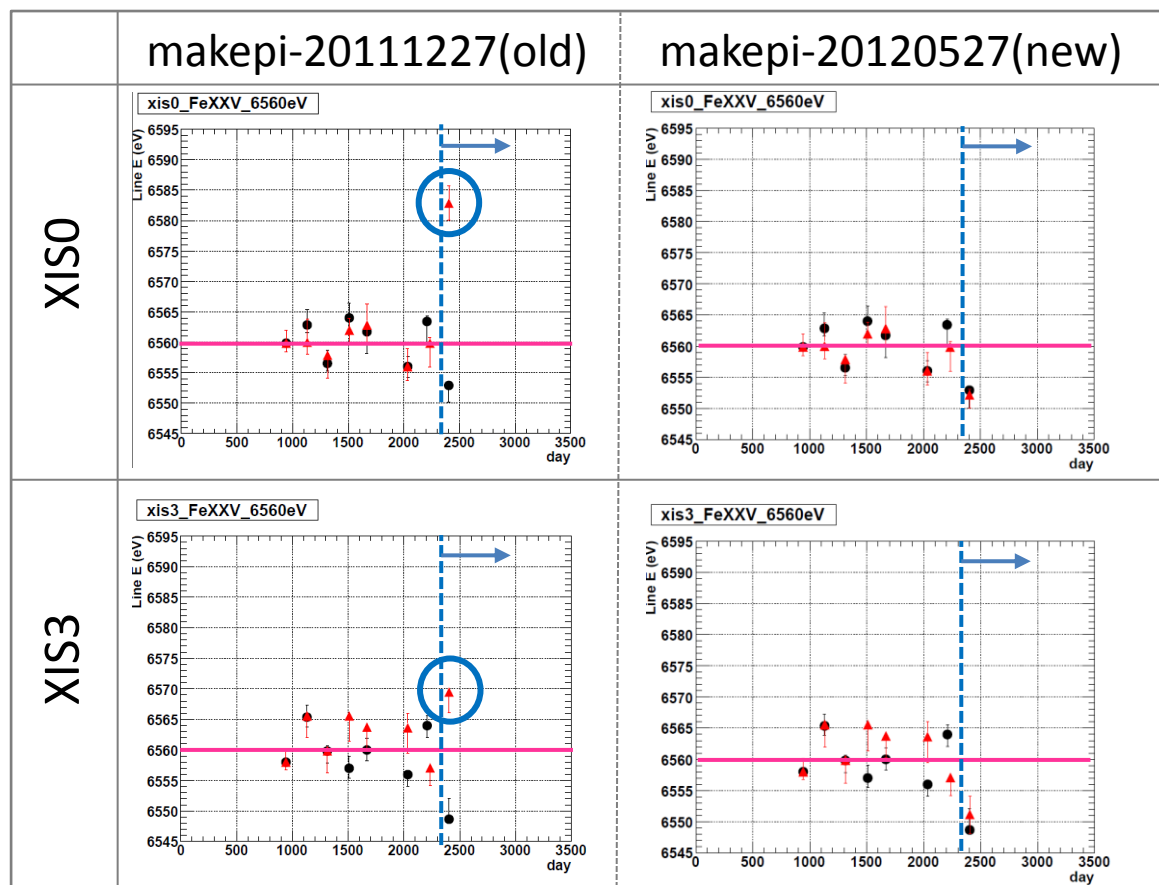 makepi-20111227(old)
makepi-20120527(new)
XIS0
xis0_FeXXV_6560eV
Line E (eV)
6595
6590
6585
6580
6575
6570
6565
6560
6555
6550
6545
0 500 1000 1500 2000 2500 3000 3500
day
xis0_FeXXV_6560eV
Line E (eV)
6595
6590
6585
6580
6575
6570
6565
6560
6555
6550
6545
0 500 1000 1500 2000 2500 3000 3500
day
XIS3
xis3_FeXXV_6560eV
Line E (eV)
6595
6590
6585
6580
6575
6570
6565
6560
6555
6550
6545
0 500 1000 1500 2000 2500 3000 3500
day
xis3_FeXXV_6560eV
Line E (eV)
6595
6590
6585
6580
6575
6570
6565
6560
6555
6550
6545
0 500 1000 1500 2000 2500 3000 3500
day